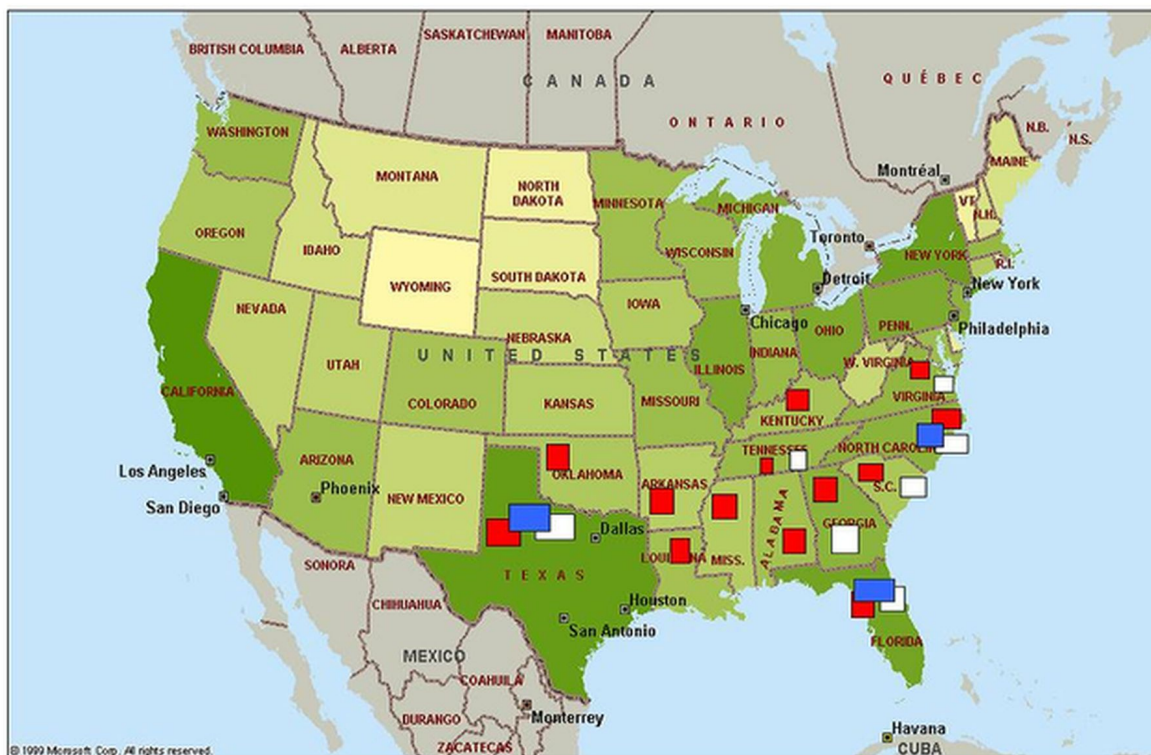 BRITISH COLUMBIA
ALBERTA
SASKATCHEWAN
MANITOBA
CANADA
QUÉBEC
ONTARIO
N.B.
N.S.
WASHINGTON
MONTANA
NORTH
DAKOTA
MINNESOTA
MICHIGAN
Montréal
MAINE
VT.
N.H.
OREGON
IDAHO
WYOMING
SOUTH DAKOTA
WISCONSIN
Toronto
NEW YORK
R.I.
Detroit
New York
NEVADA
IOWA
NEBRASKA
Chicago
OHIO
PENN.
Philadelphia
UTAH
UNITED STATES
ILLINOIS
INDIANA
W. VIRGINIA
CALIFORNIA
COLORADO
KANSAS
MISSOURI
KENTUCKY
VIRGINIA
TENNESSEE
NORTH CAROLIN
Los Angeles
ARIZONA
Phoenix
NEW MEXICO
OKLAHOMA
ARKANSAS
S.C.
San Diego
Dallas
GEORGIA
ALABAMA
MISS.
SONORA
TEXAS
CHIHUAHUA
Houston
San Antonio
FLORIDA
MEXICO
COAHUILA
DURANGO
Monterrey
ZACATECAS
Havana
CUBA
© 1999 Microsoft Corp. All rights reserved.